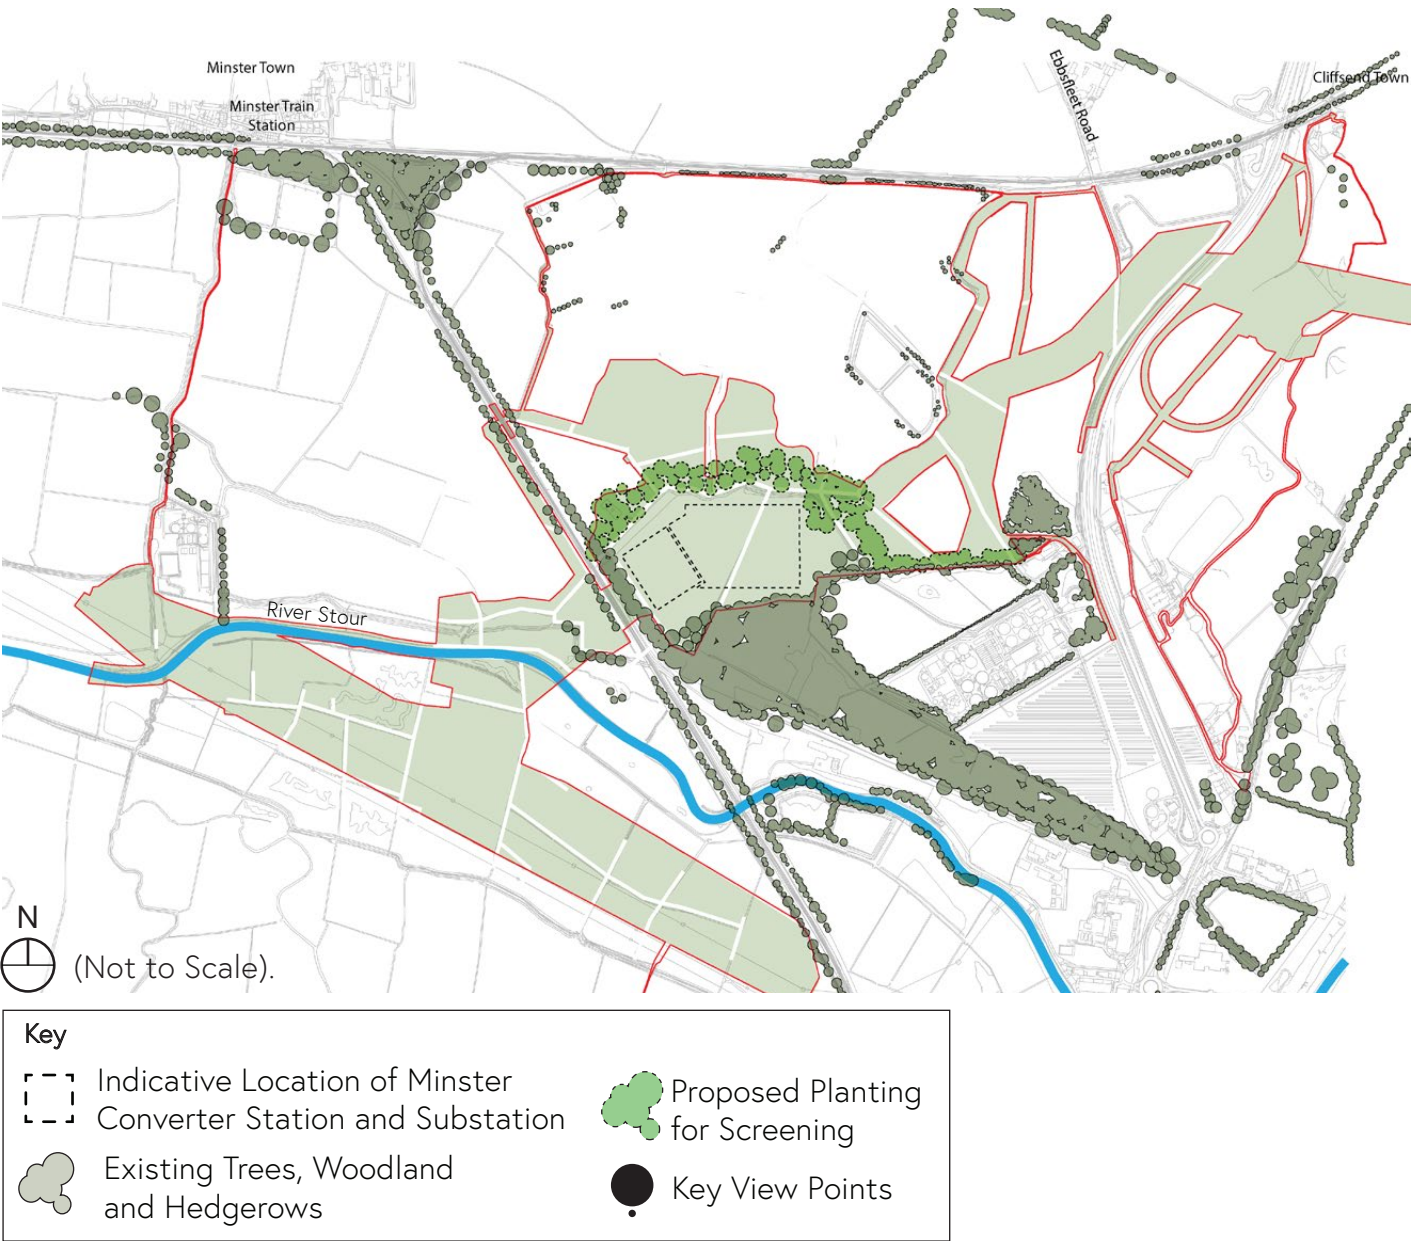 Minster Town
Minster Train
Station
Ebbsfleet Road
Cliffsend Town
River Stour
N
(Not to Scale).
Key
Indicative Location of Minster
Converter Station and Substation
Existing Trees, Woodland
and Hedgerows
Proposed Planting
for Screening
Key View Points